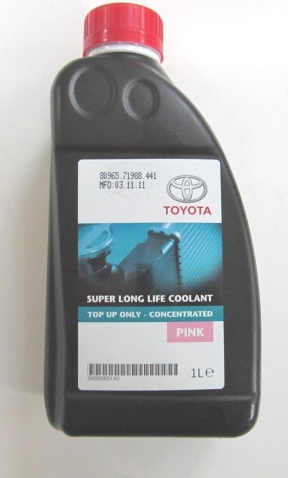 80965.71988.441
MFD:03.11.11
TOYOTA
SUPER LONG LIFE COOLANT
TOP UP ONLY - CONCENTRATED
PINK
1L e